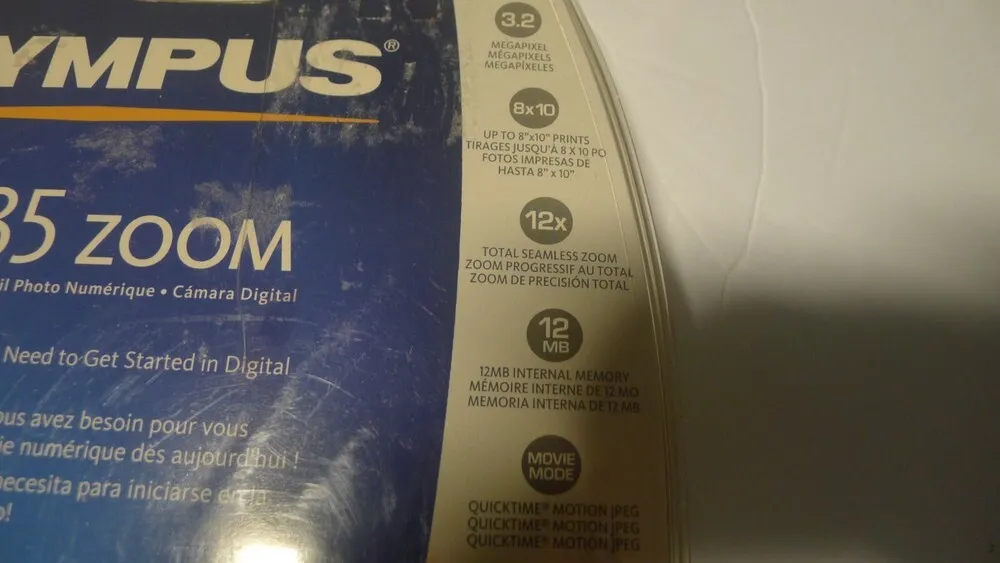 YMPUS®
35 ZOOM
il Photo Numérique • Cámara Digital
Need to Get Started in Digital
ous avez besoin pour vous
ie numérique dès aujourd'hui !
necesita para iniciarse en la
o!
3.2
MEGAPIXEL
MÉGAPIXELS
MEGAPÍXELES
8x10
UP TO 8"x10" PRINTS
TIRAGES JUSQU'À 8 X 10 PO
FOTOS IMPRESAS DE
HASTA 8" x 10"
12x
TOTAL SEAMLESS ZOOM
ZOOM PROGRESSIF AU TOTAL
ZOOM DE PRECISIÓN TOTAL
12
MB
12MB INTERNAL MEMORY
MÉMOIRE INTERNE DE 12 MO
MEMORIA INTERNA DE 12 MB
MOVIE
MODE
QUICKTIME® MOTION JPEG
QUICKTIME® MOTION JPEG
QUICKTIME® MOTION JPEG